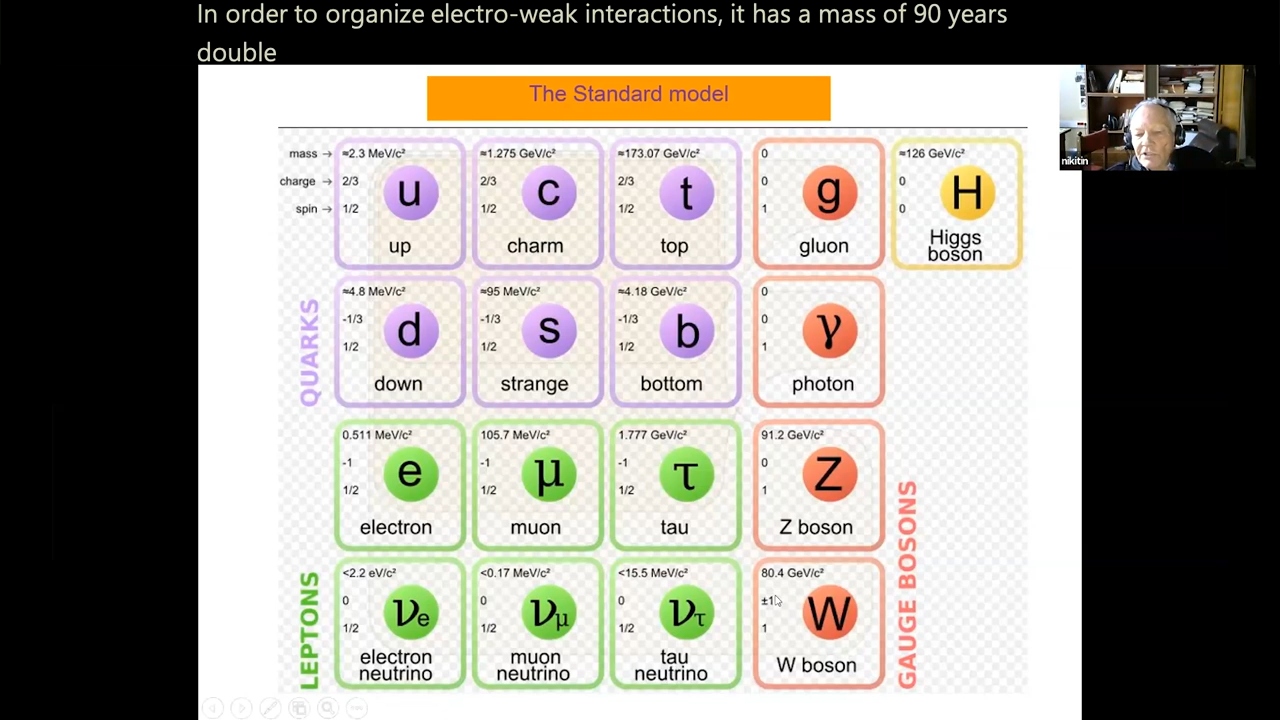 In order to organize electro-weak interactions, it has a mass of 90 years
double
The Standard model
nikitin
mass → ≈2.3 MeV/c² ≈1.275 GeV/c² ≈173.07 GeV/c² 0 ≈126 GeV/c²
charge → 2/3 2/3 2/3 0 0
u c t g H
spin → 1/2 1/2 1/2 1 0
up charm top gluon Higgs
boson
QUARKS
≈4.8 MeV/c² ≈95 MeV/c² ≈4.18 GeV/c² 0
-1/3 -1/3 -1/3 0
d s b γ
1/2 1/2 1/2 1
down strange bottom photon
0.511 MeV/c² 105.7 MeV/c² 1.777 GeV/c² 91.2 GeV/c²
-1 -1 -1 0
e μ τ Z
1/2 1/2 1/2 1
electron muon tau Z boson
LEPTONS
<2.2 eV/c² <0.17 MeV/c² <15.5 MeV/c² 80.4 GeV/c²
0 0 0 ±1
νe νμ ντ W
1/2 1/2 1/2 1
electron muon tau W boson
neutrino neutrino neutrino
GAUGE BOSONS